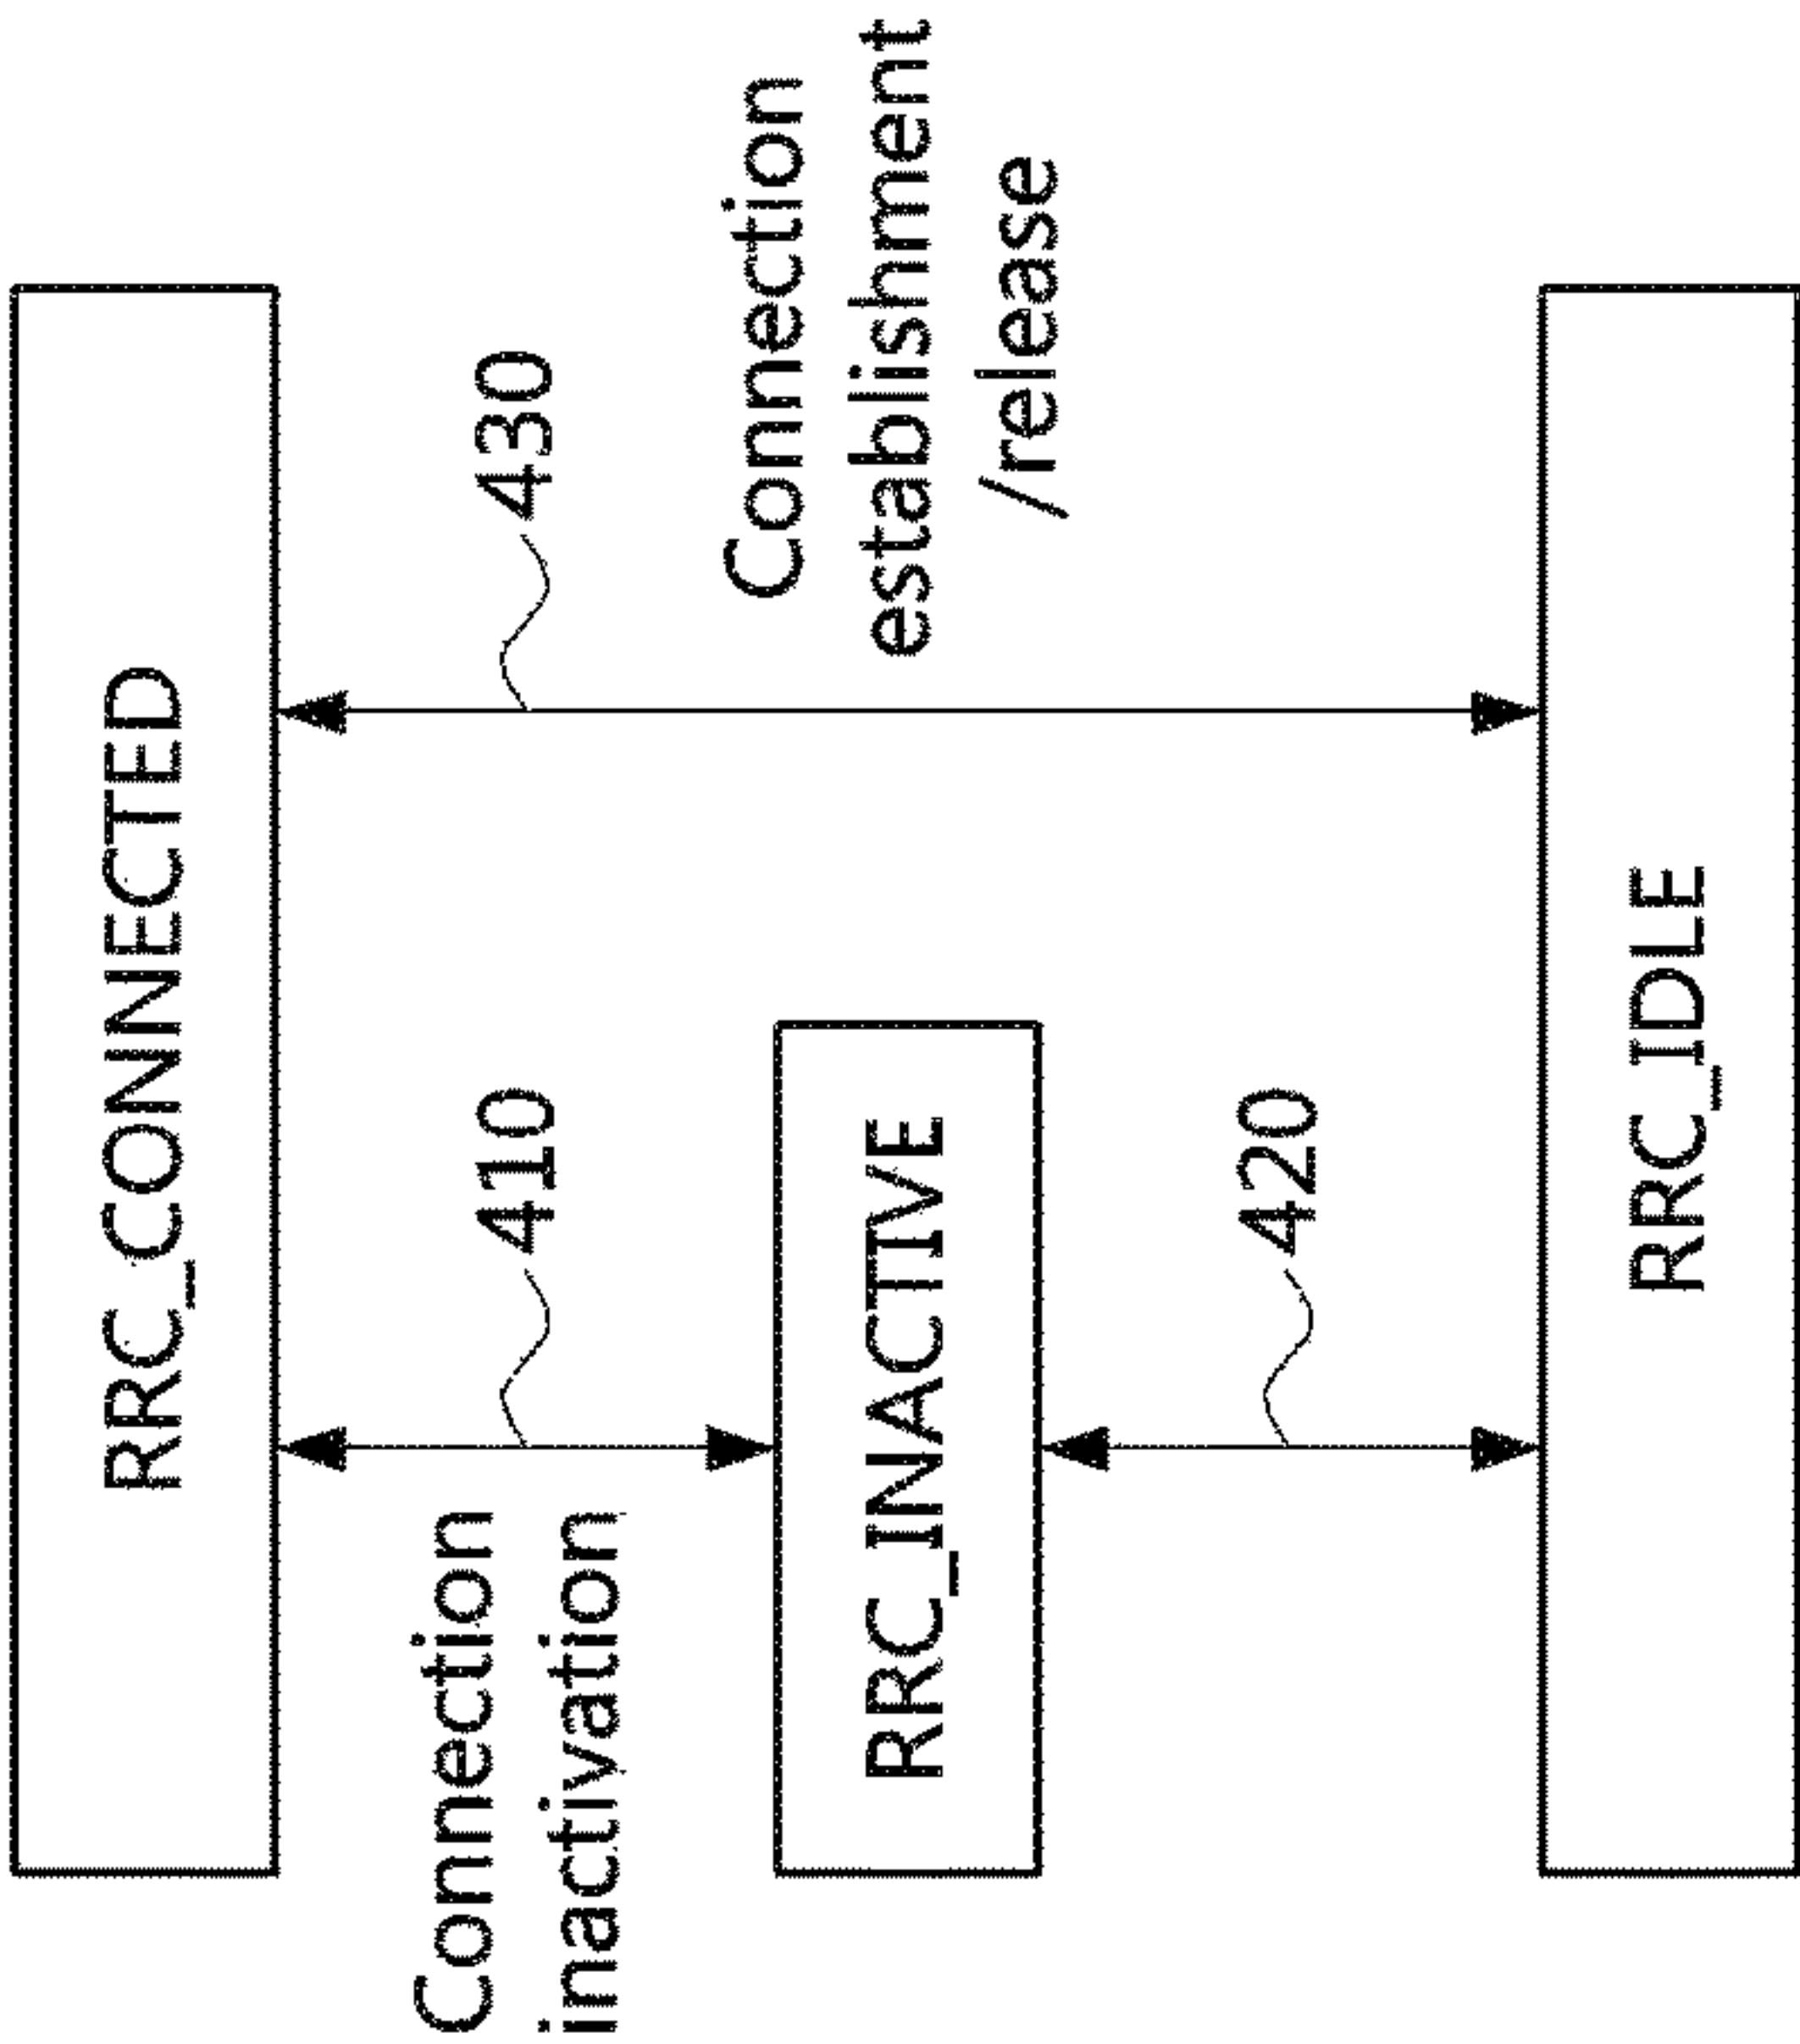 RRC_CONNECTED
Connection
inactivation
410
430
Connection
establishment
/release
RRC_INACTIVE
420
RRC_IDLE